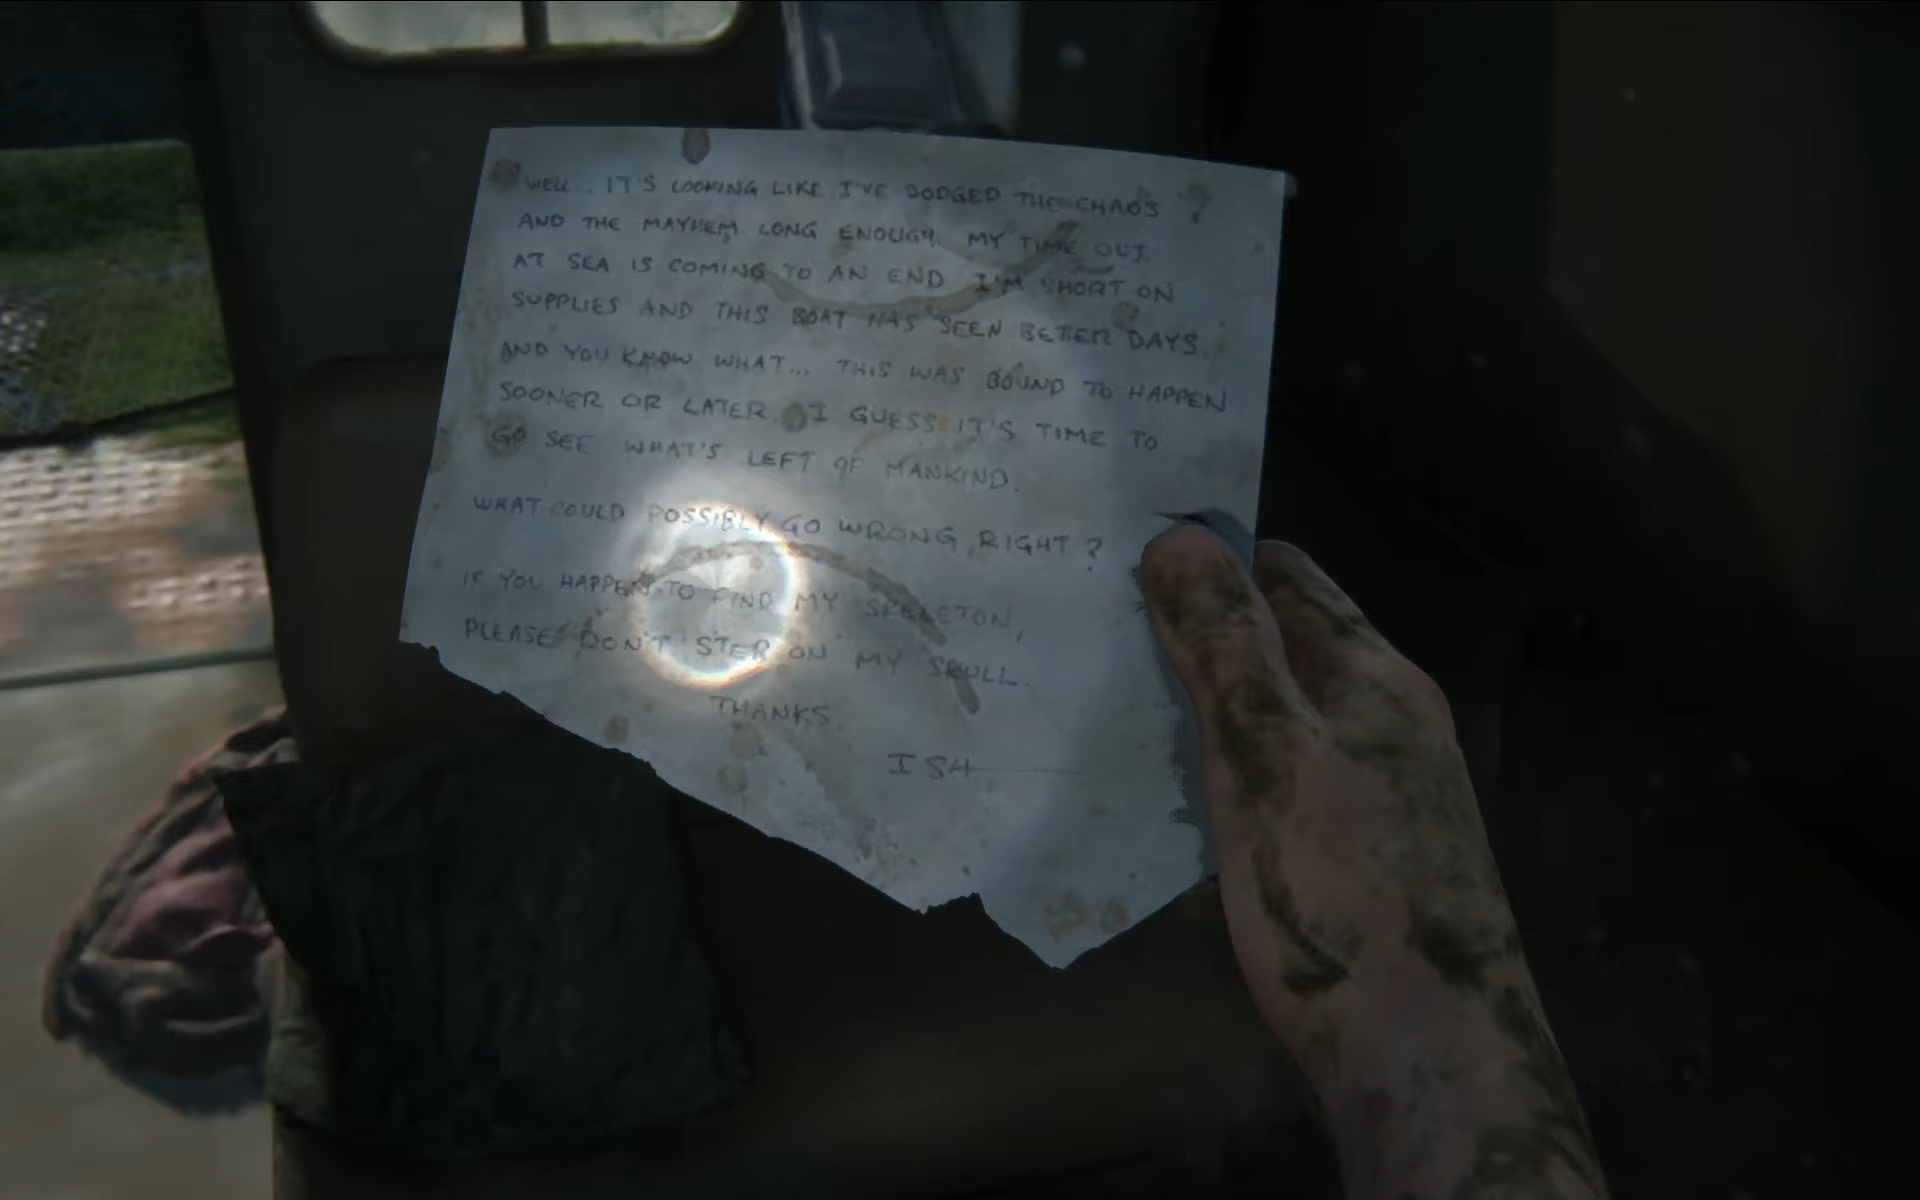 WELL. IT'S LOOKING LIKE I'VE DODGED THE CHAOS
AND THE MAYHEM LONG ENOUGH. MY TIME OUT
AT SEA IS COMING TO AN END. I'M SHORT ON
SUPPLIES AND THIS BOAT HAS SEEN BETTER DAYS.
AND YOU KNOW WHAT... THIS WAS BOUND TO HAPPEN
SOONER OR LATER. I GUESS IT'S TIME TO
GO SEE WHAT'S LEFT OF MANKIND.
WHAT COULD POSSIBLY GO WRONG, RIGHT?
IF YOU HAPPEN TO FIND MY SKELETON,
PLEASE DON'T STEP ON MY SKULL.
THANKS.
ISH